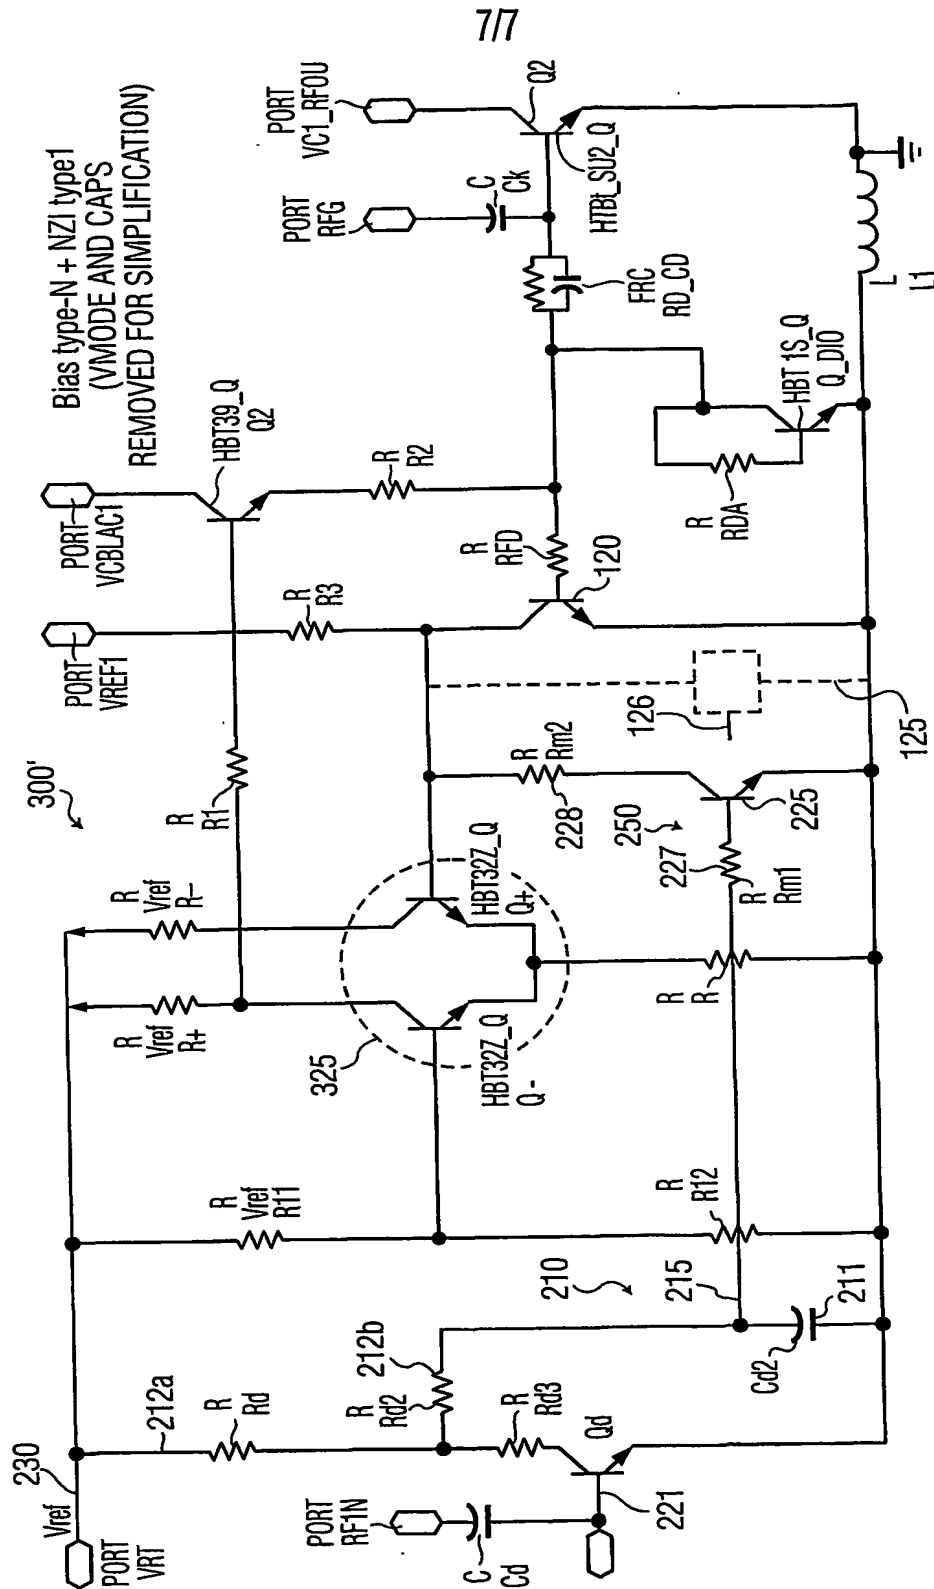 7/7
Bias type-N + NZI type1
(VMODE AND CAPS
REMOVED FOR SIMPLIFICATION)
300'
230
Vref
PORT
VRT
212a
R
Rd
R
Vref
R11
R
Vref
R+
R
Vref
R-
R
R1
PORT
VREF1
R
R3
PORT
VCBLAC1
HBT39_Q
Q2
R
R2
PORT
RFG
C
Ck
PORT
VC1_RFOU
Q2
HTBt_SU2_Q
FRC
RD_CD
R
RFD
120
R
RDA
HBT 1S_Q
Q_DIO
L
L1
325
HBT32Z_Q
Q-
HBT32Z_Q
Q+
R
Rm2
228
126
125
250
225
227
R
Rm1
R
R
R
R12
210
215
212b
R
Rd2
R
Rd3
Qd
Cd2
211
PORT
RF1N
C
Cd
221